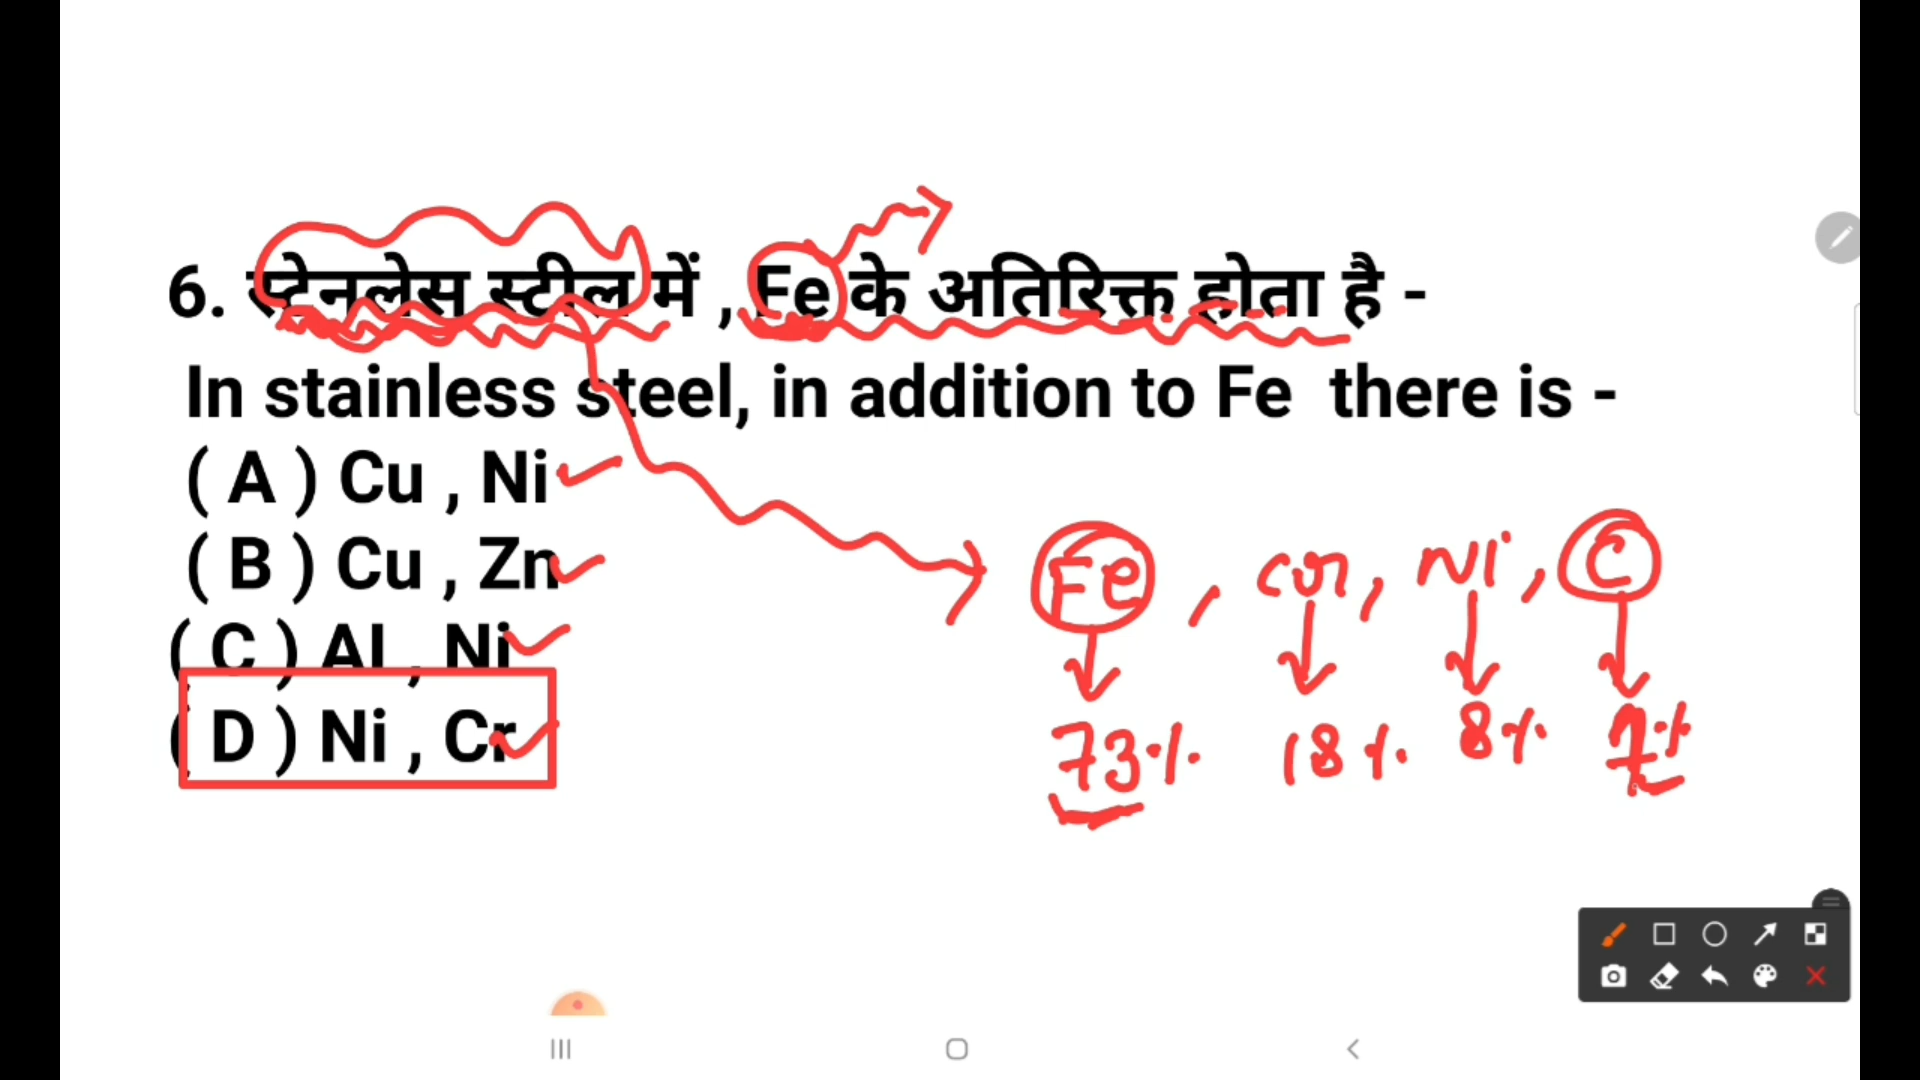 6. स्टेनलेस स्टील में , Fe के अतिरिक्त होता है -
In stainless steel, in addition to Fe there is -
( A ) Cu , Ni
( B ) Cu , Zn
( C ) Al , Ni
( D ) Ni , Cr
Fe , Cr , Ni , C
73% 18% 8% 1%